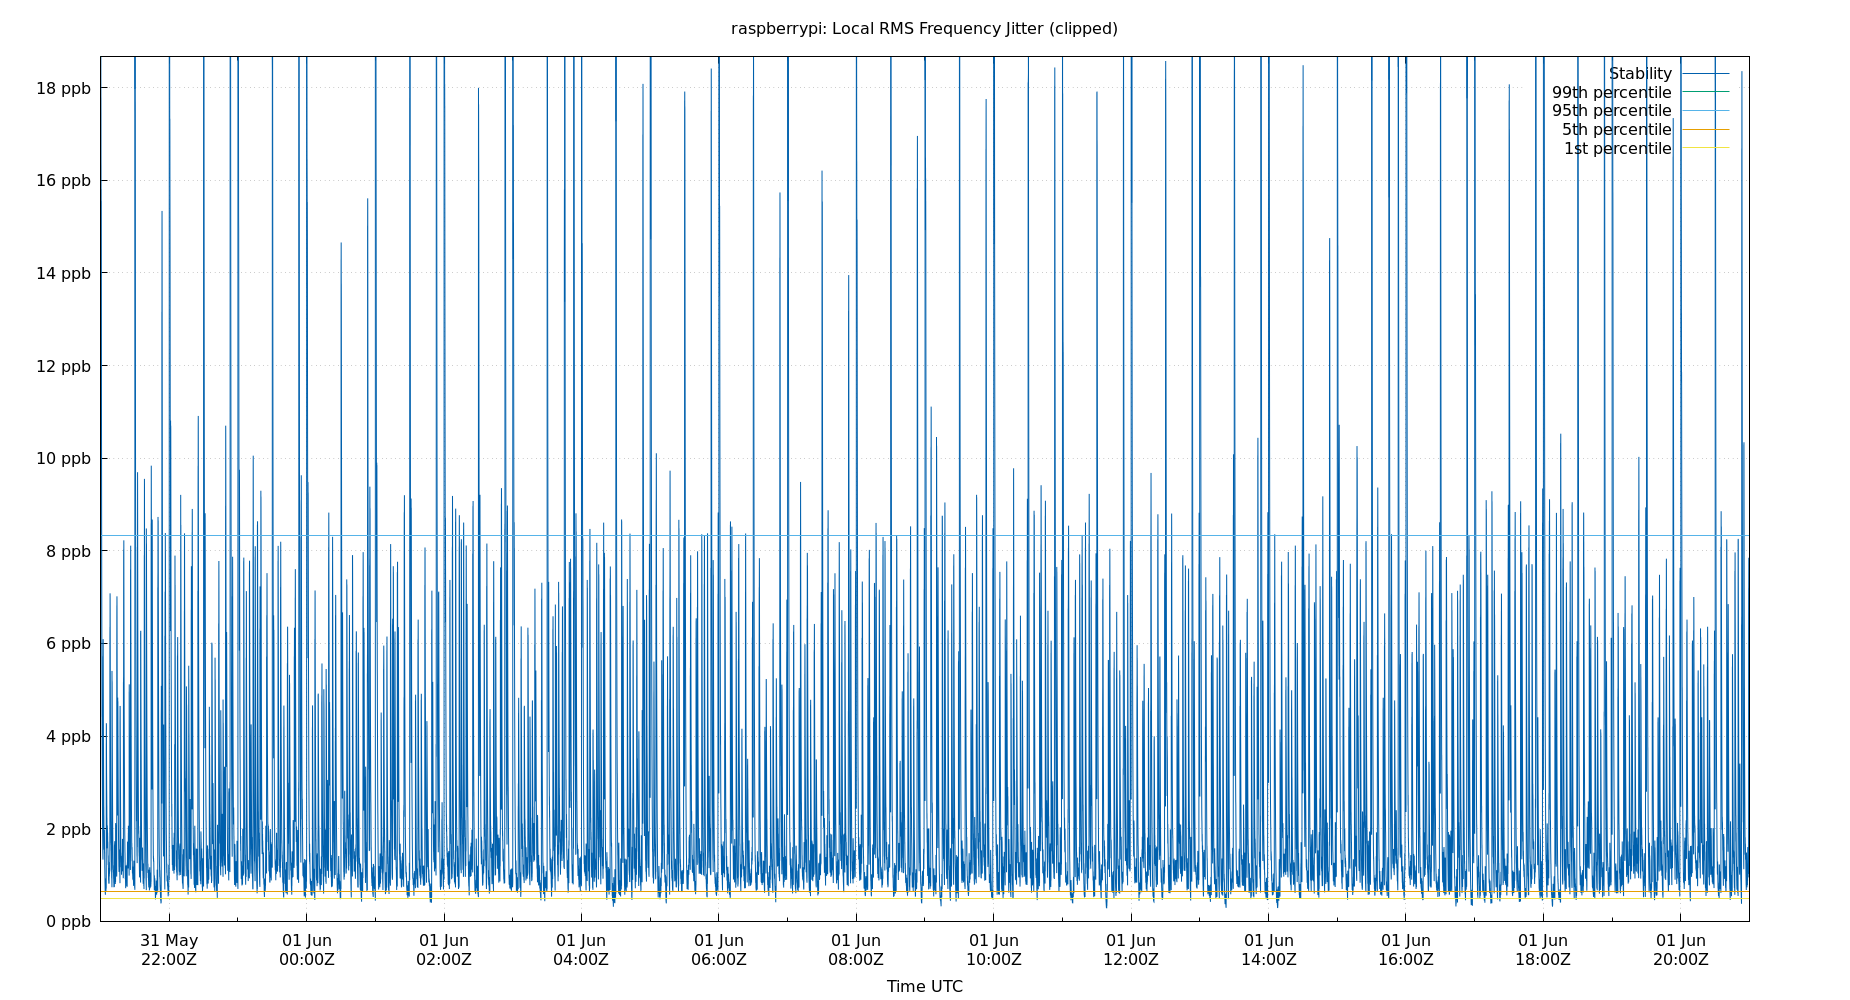 raspberrypi: Local RMS Frequency Jitter (clipped)
18 ppb
16 ppb
14 ppb
12 ppb
10 ppb
8 ppb
6 ppb
4 ppb
2 ppb
0 ppb
Stability
99th percentile
95th percentile
5th percentile
1st percentile
31 May 22:00Z
01 Jun 00:00Z
01 Jun 02:00Z
01 Jun 04:00Z
01 Jun 06:00Z
01 Jun 08:00Z
01 Jun 10:00Z
01 Jun 12:00Z
01 Jun 14:00Z
01 Jun 16:00Z
01 Jun 18:00Z
01 Jun 20:00Z
Time UTC